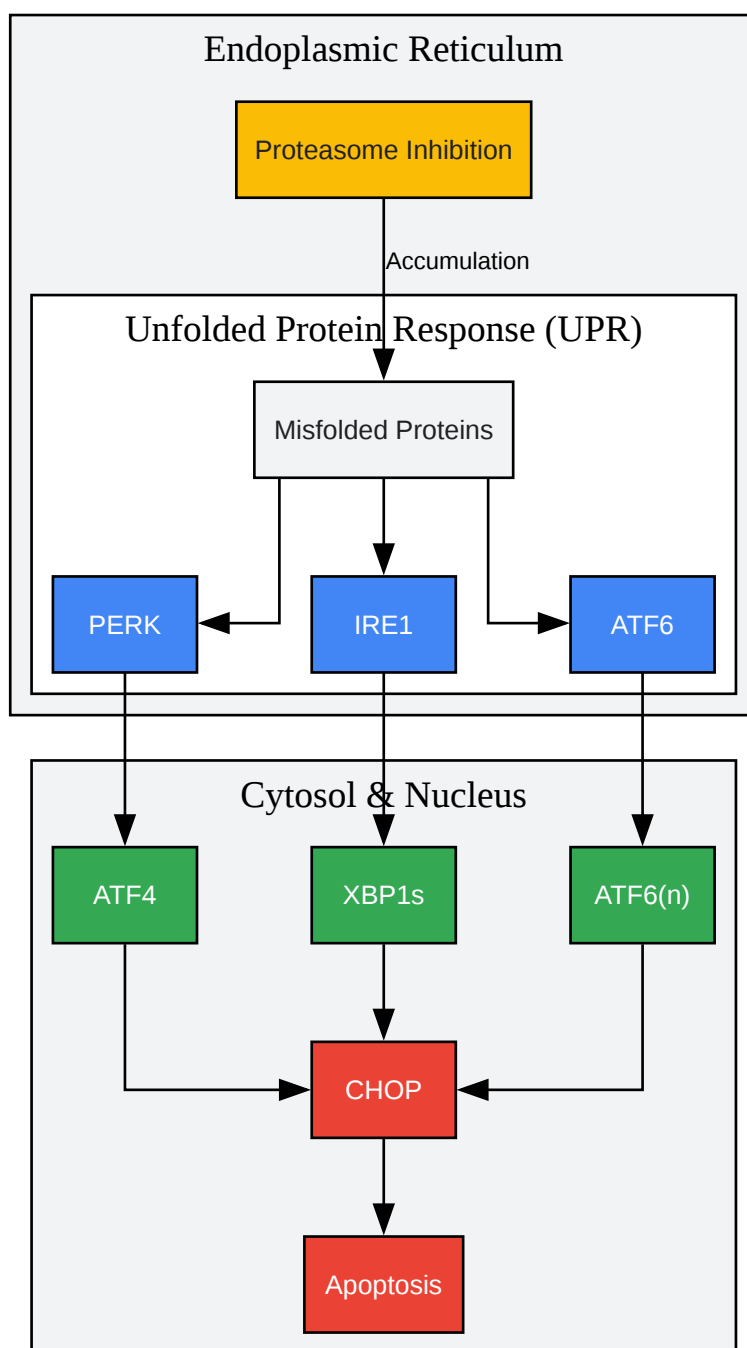 Endoplasmic Reticulum
Proteasome Inhibition
Accumulation
Unfolded Protein Response (UPR)
Misfolded Proteins
PERK
IRE1
ATF6
Cytosol & Nucleus
ATF4
XBP1s
ATF6(n)
CHOP
Apoptosis